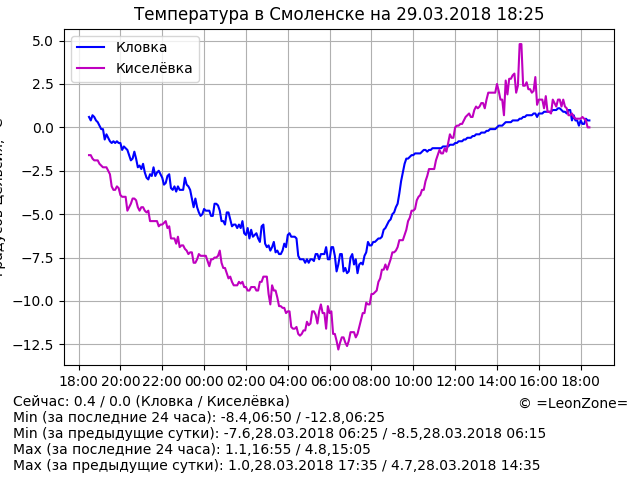 Температура в Смоленске на 29.03.2018 18:25
Кловка
Киселёвка
5.0
2.5
0.0
−2.5
−5.0
−7.5
−10.0
−12.5
18:00 20:00 22:00 00:00 02:00 04:00 06:00 08:00 10:00 12:00 14:00 16:00 18:00
Сейчас: 0.4 / 0.0 (Кловка / Киселёвка)
© =LeonZone=
Min (за последние 24 часа): -8.4,06:50 / -12.8,06:25
Min (за предыдущие сутки): -7.6,28.03.2018 06:25 / -8.5,28.03.2018 06:15
Max (за последние 24 часа): 1.1,16:55 / 4.8,15:05
Max (за предыдущие сутки): 1.0,28.03.2018 17:35 / 4.7,28.03.2018 14:35